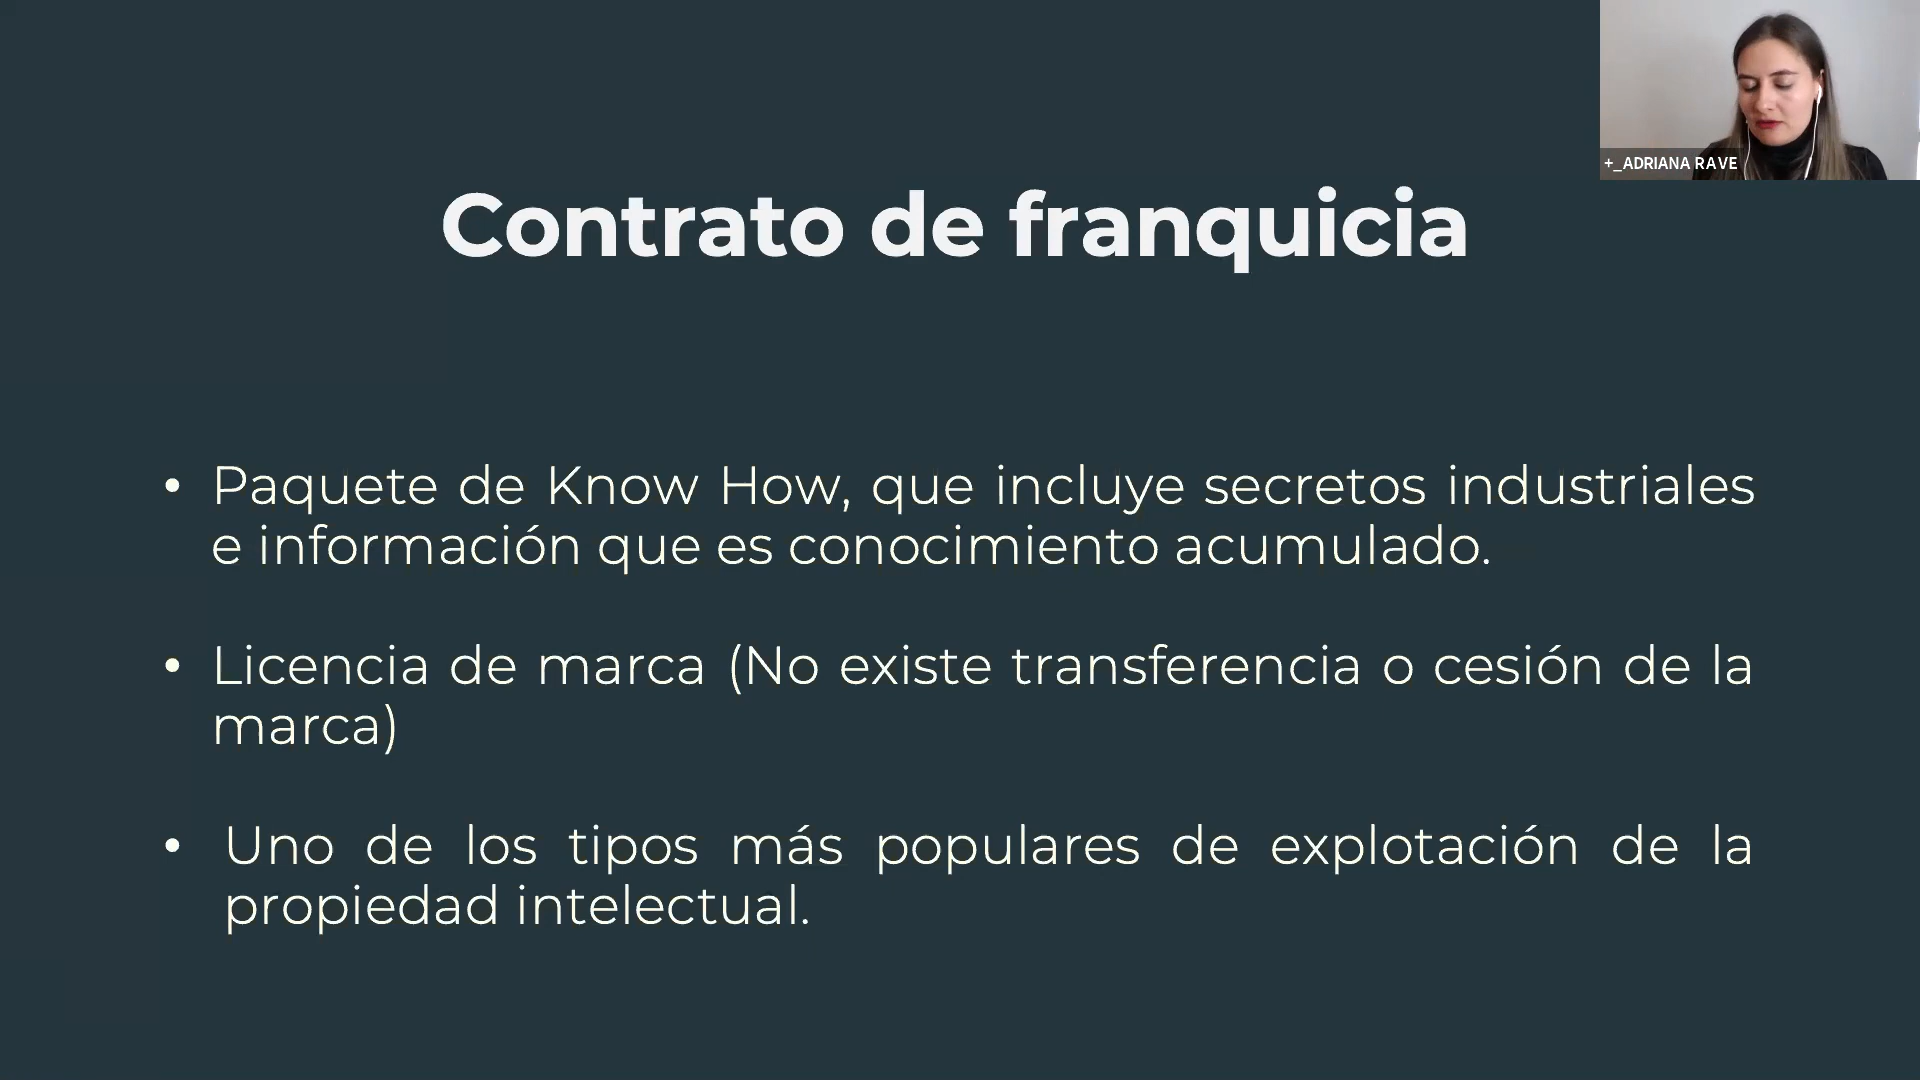 +_ADRIANA RAVE
Contrato de franquicia
• Paquete de Know How, que incluye secretos industriales
e información que es conocimiento acumulado.
• Licencia de marca (No existe transferencia o cesión de la
marca)
• Uno de los tipos más populares de explotación de la
propiedad intelectual.